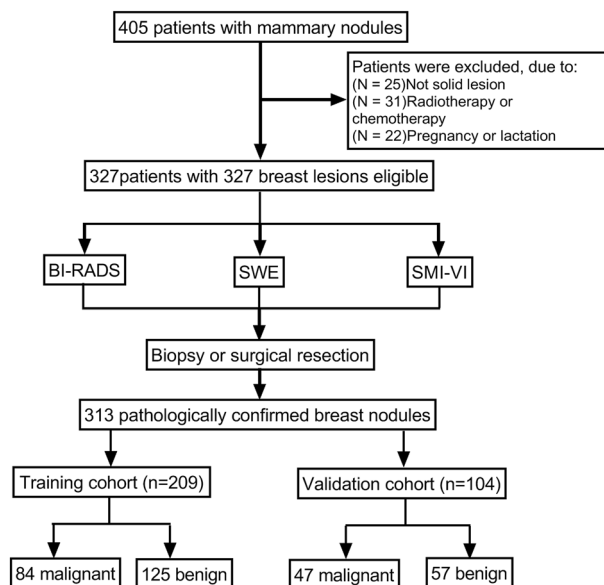 405 patients with mammary nodules
Patients were excluded, due to:
(N = 25)Not solid lesion
(N = 31)Radiotherapy or
chemotherapy
(N = 22)Pregnancy or lactation
327patients with 327 breast lesions eligible
BI-RADS
SWE
SMI-VI
Biopsy or surgical resection
313 pathologically confirmed breast nodules
Training cohort (n=209)
Validation cohort (n=104)
84 malignant
125 benign
47 malignant
57 benign